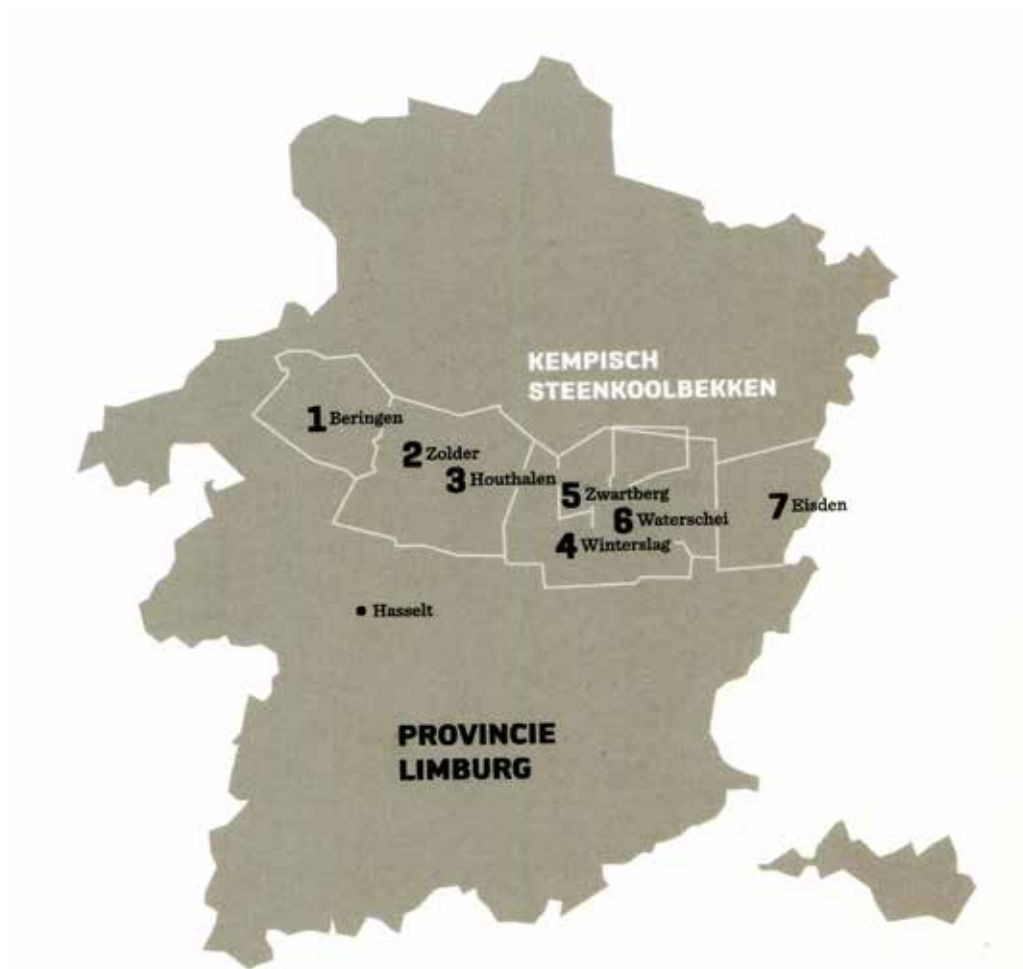 KEMPISCH
STEENKOOLBEKKEN
1 Beringen
2 Zolder
3 Houthalen
5 Zwartberg
7 Eisden
6 Waterschei
4 Winterslag
Hasselt
PROVINCIE
LIMBURG